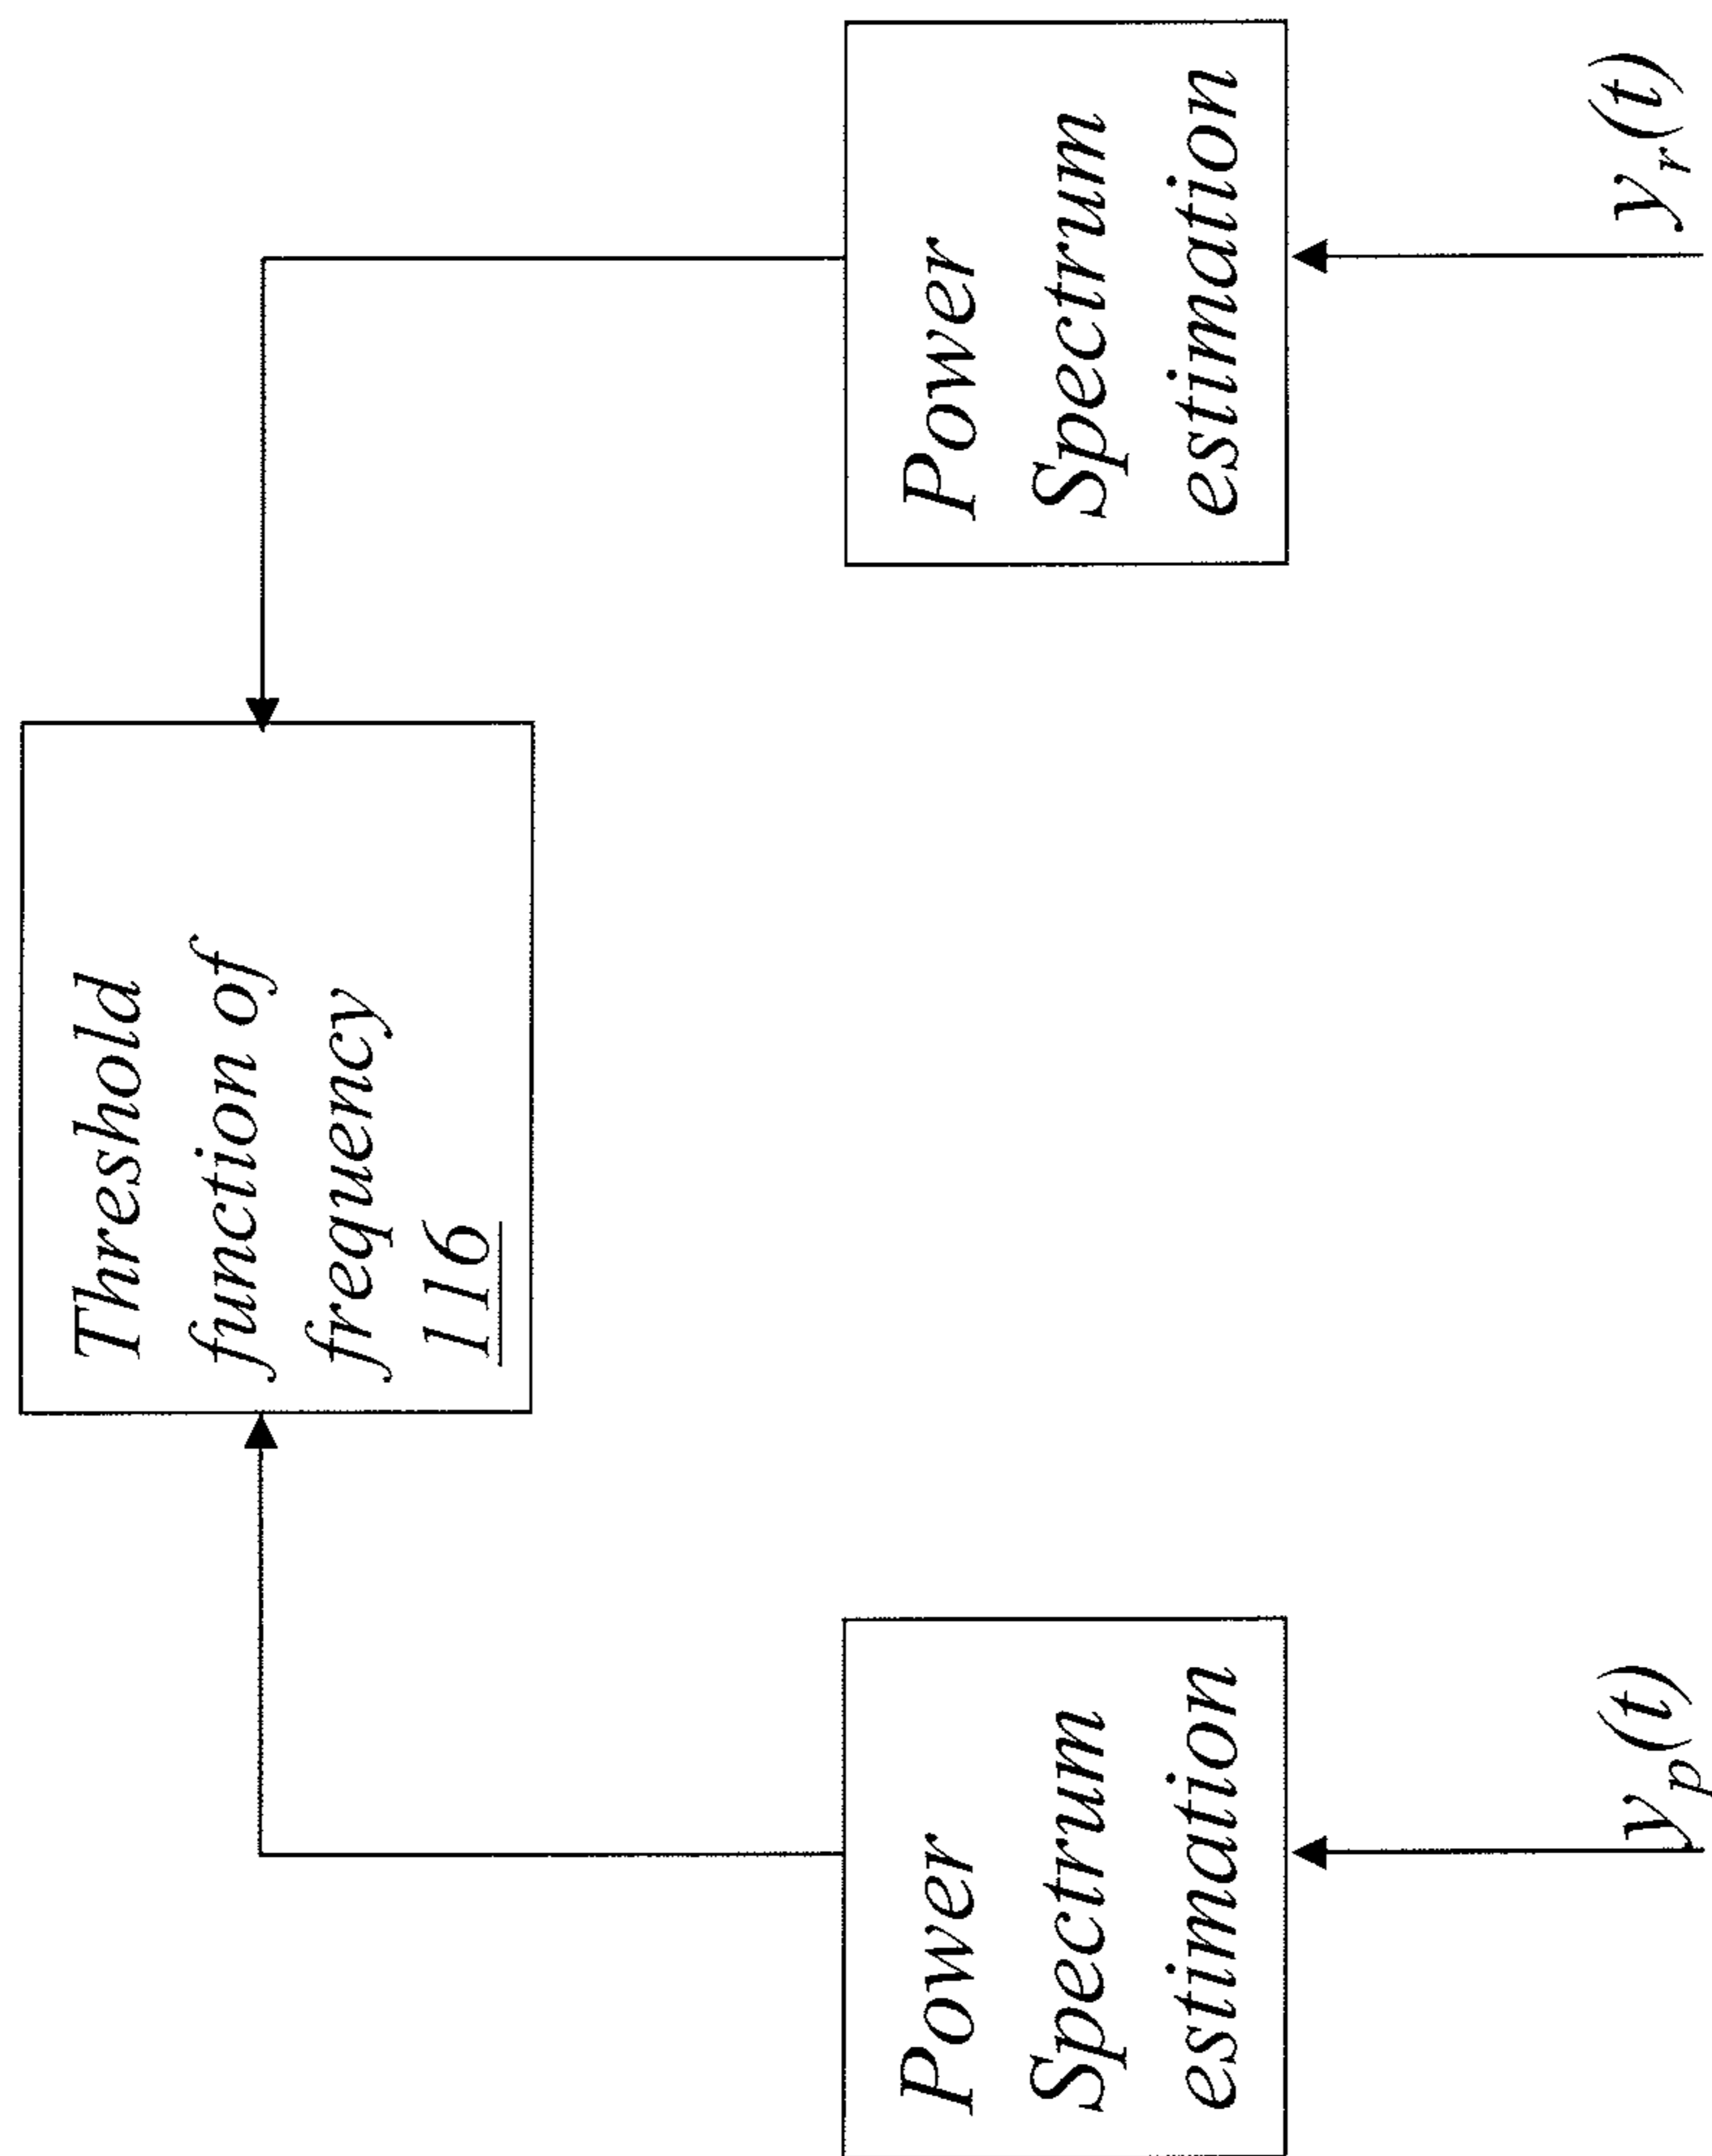 Threshold
function of
frequency
116
Power
Spectrum
estimation
y_p(t)
Power
Spectrum
estimation
y_r(t)